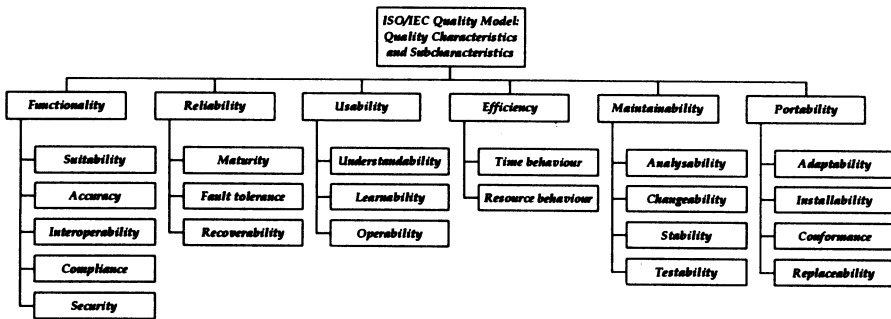 ISO/IEC Quality Model:
Quality Characteristics
and Subcharacteristics
Functionality
Suitability
Accuracy
Interoperability
Compliance
Security
Reliability
Maturity
Fault tolerance
Recoverability
Usability
Understandability
Learnability
Operability
Efficiency
Time behaviour
Resource behaviour
Maintainability
Analysability
Changeability
Stability
Testability
Portability
Adaptability
Installability
Conformance
Replaceability